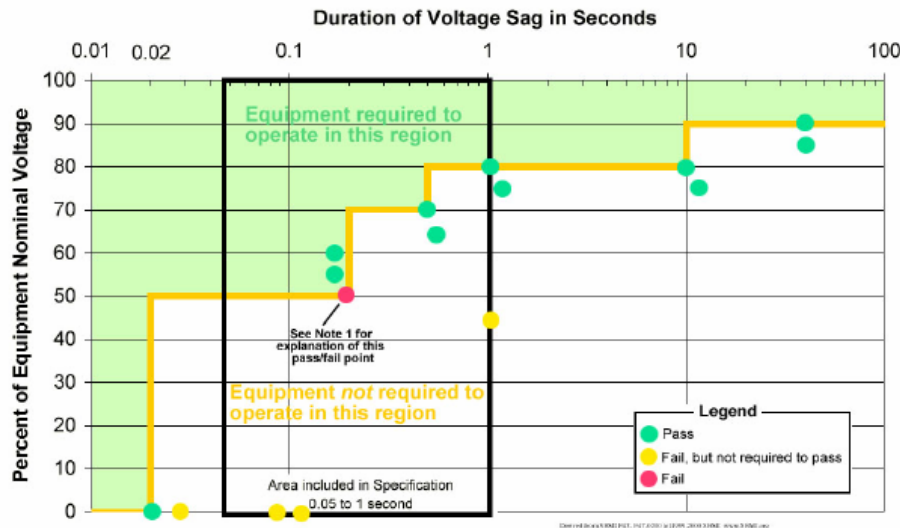 Duration of Voltage Sag in Seconds
0.01 0.02 0.1 1 10 100
Percent of Equipment Nominal Voltage
100
90
80
70
60
50
40
30
20
10
0
Equipment required to
operate in this region
See Note 1 for
explanation of this
pass/fail point
Equipment not required to
operate in this region
Area included in Specification
0.05 to 1 second
Legend
Pass
Fail, but not required to pass
Fail